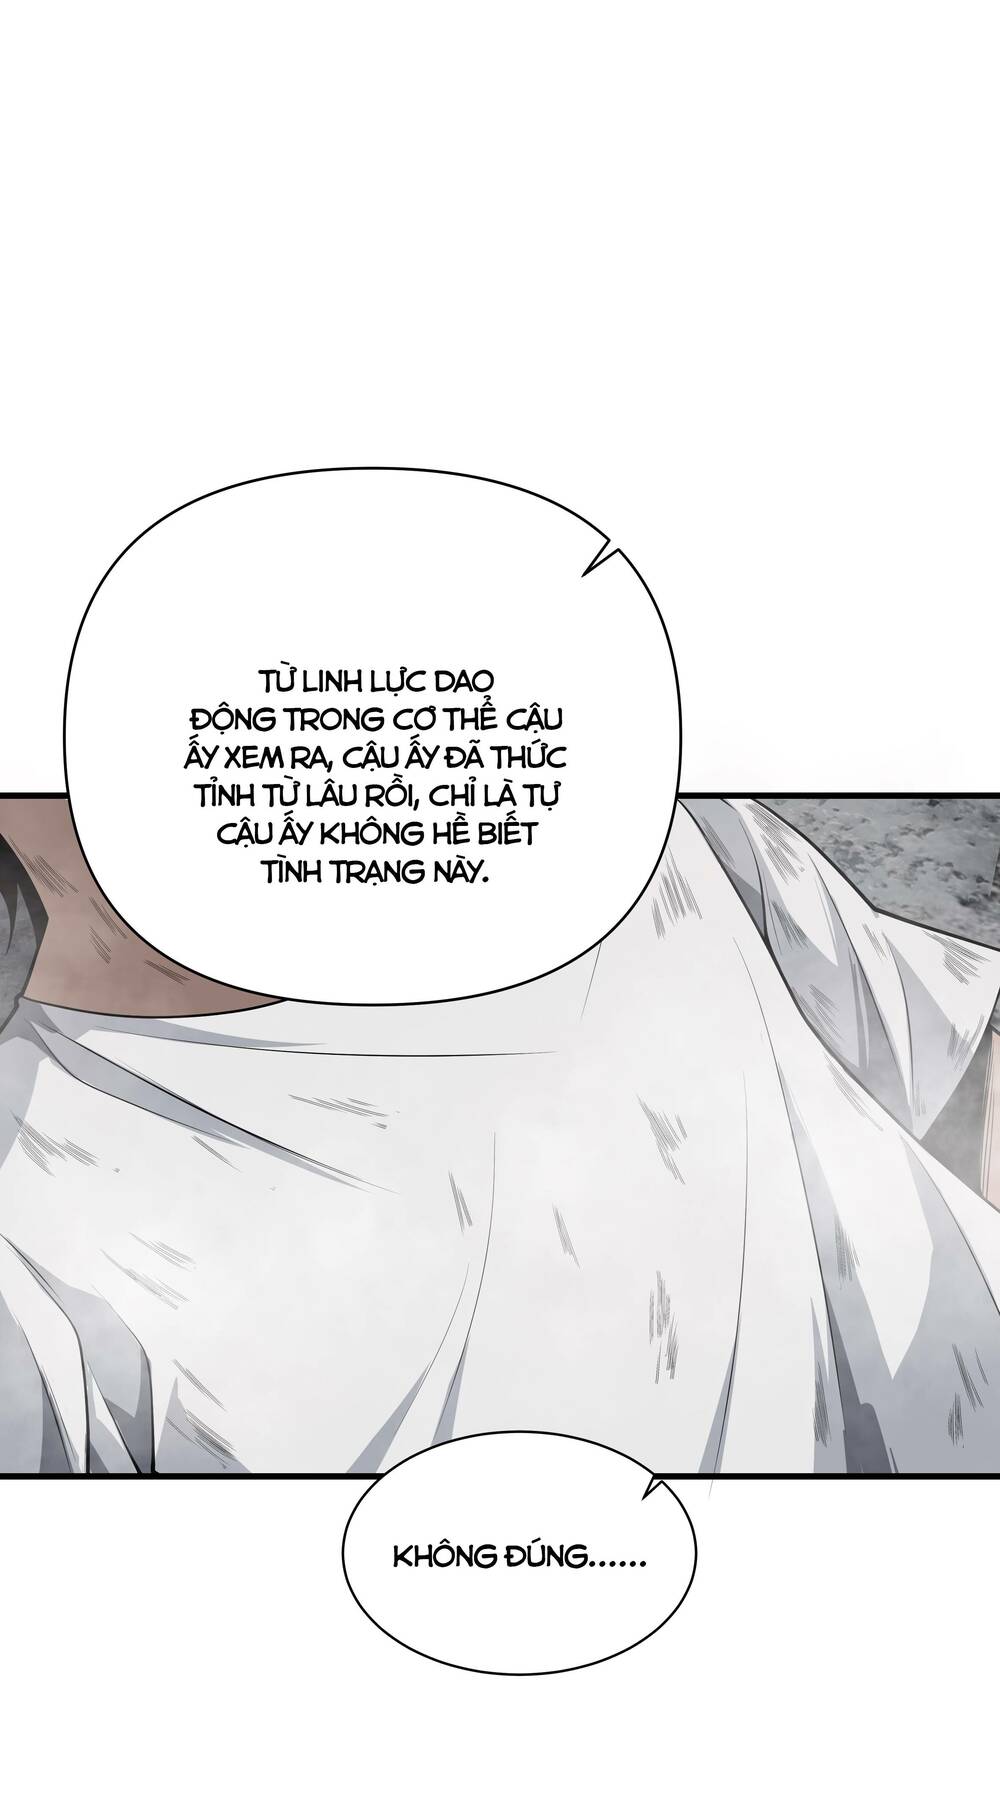 TỪ LINH LỰC DAO
ĐỘNG TRONG CƠ THỂ CẬU
ẤY XEM RA, CẬU ẤY ĐÃ THỨC
TỈNH TỪ LÂU RỒI, CHỈ LÀ TỰ
CẬU ẤY KHÔNG HỀ BIẾT
TÌNH TRẠNG NÀY.
KHÔNG ĐÚNG......